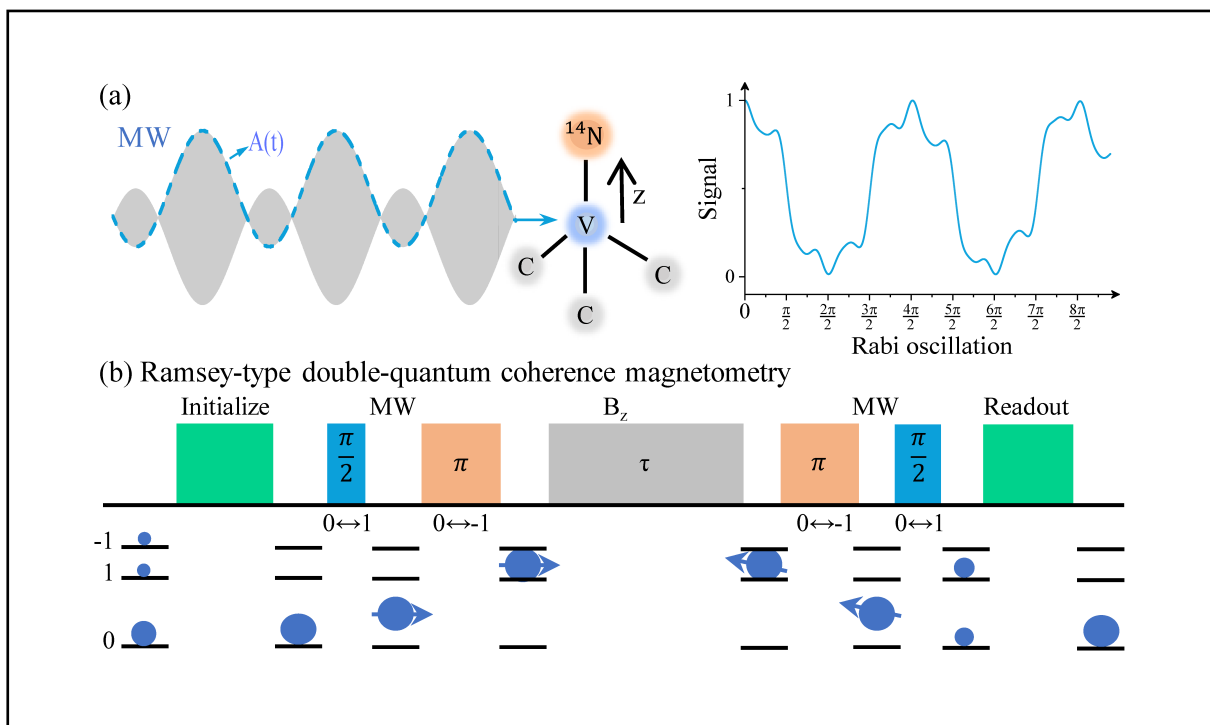 (a)
MW
A(t)
¹⁴N
z
V
C
C
C
Signal
1
0
0
π/2
2π/2
3π/2
4π/2
5π/2
6π/2
7π/2
8π/2
Rabi oscillation
(b) Ramsey-type double-quantum coherence magnetometry
Initialize
MW
B_z
MW
Readout
π/2
π
τ
π
π/2
0↔1
0↔-1
0↔-1
0↔1
-1
1
0